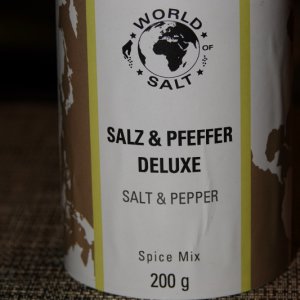 WORLD
OF
SALT
SALZ & PFEFFER
DELUXE
SALT & PEPPER
Spice Mix
200 g